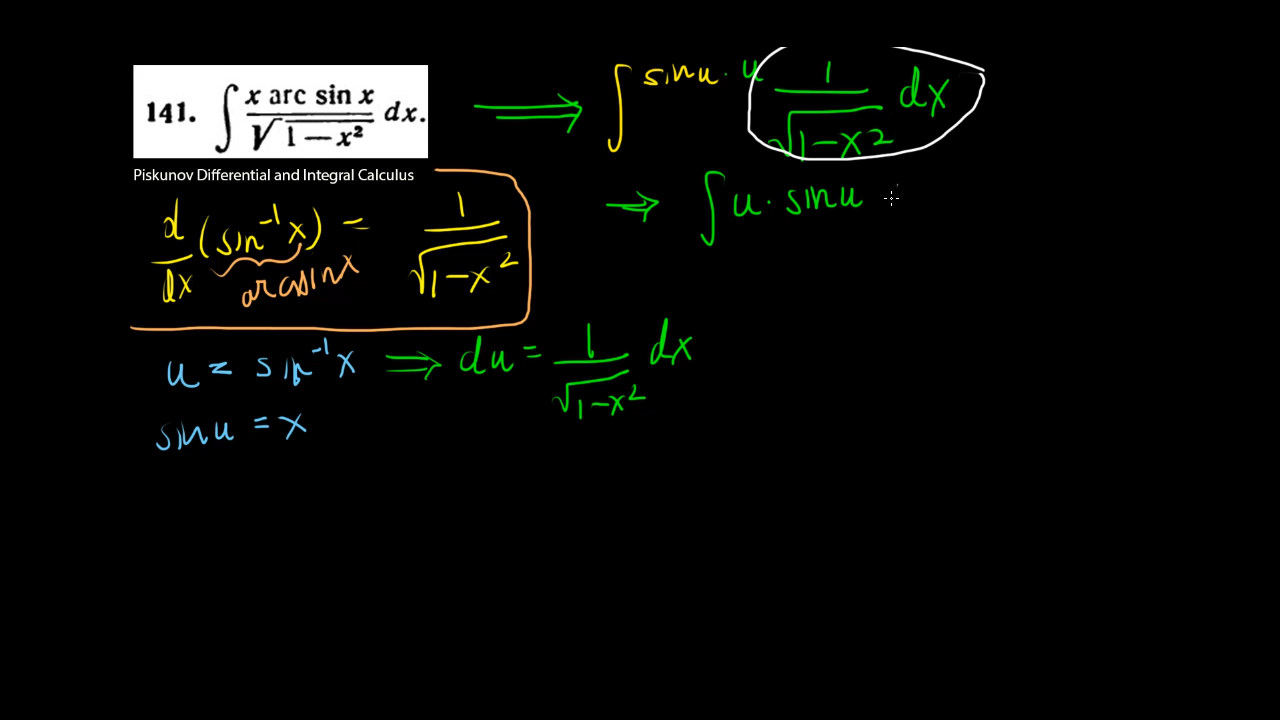 141. ∫ x arc sin x / √(1 − x²) dx. ⟹ ∫ sin u · u 1/√(1−x²) dx
Piskunov Differential and Integral Calculus
⇒ ∫ u · sin u
d/dx (sin⁻¹ x) = 1/√(1−x²)
arcsin x
u = sin⁻¹ x ⟹ du = 1/√(1−x²) dx
sin u = x